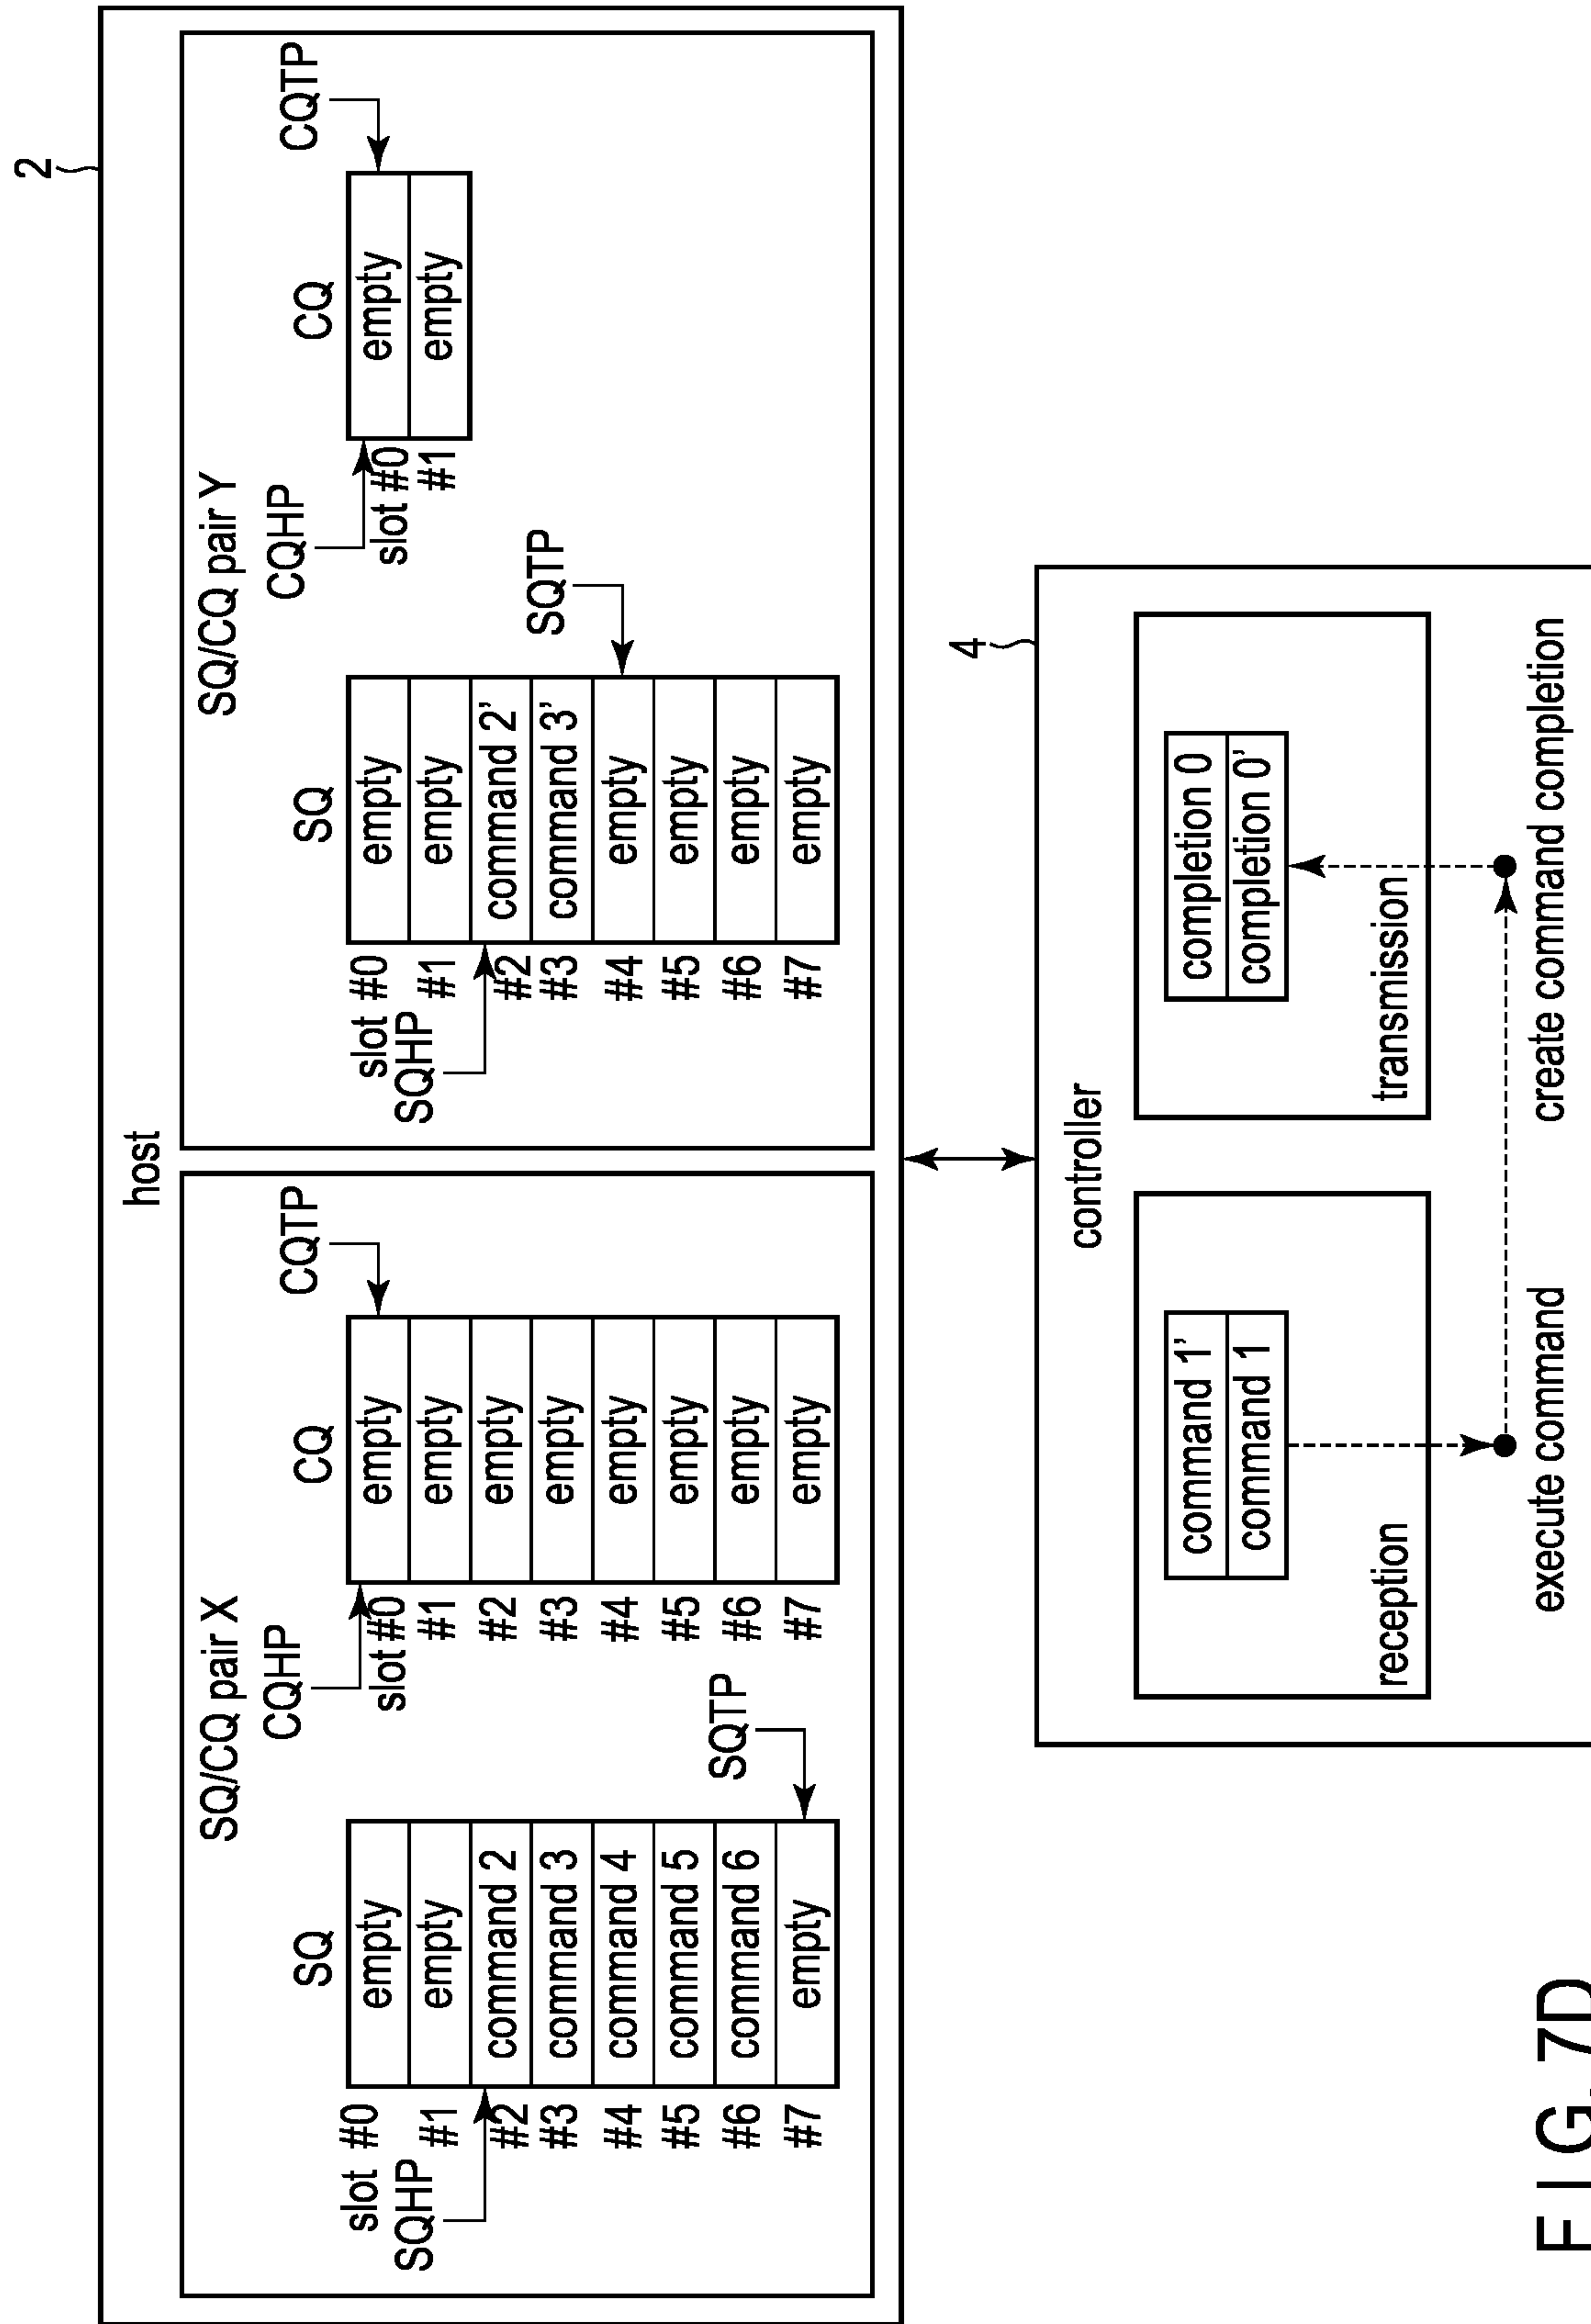 2
host
SQ/CQ pair X
SQ
slot #0
#1
#2
#3
#4
#5
#6
#7
SQHP
empty
empty
command 2
command 3
command 4
command 5
command 6
empty
SQTP
CQ
CQHP
slot #0
#1
#2
#3
#4
#5
#6
#7
empty
empty
empty
empty
empty
empty
empty
empty
CQTP
SQ/CQ pair Y
SQ
slot #0
#1
#2
#3
#4
#5
#6
#7
SQHP
empty
empty
command 2'
command 3'
empty
empty
empty
empty
SQTP
CQ
CQHP
slot #0
#1
empty
empty
CQTP
4
controller
command 1'
command 1
reception
completion 0
completion 0'
transmission
execute command
create command completion
FIG. 7D